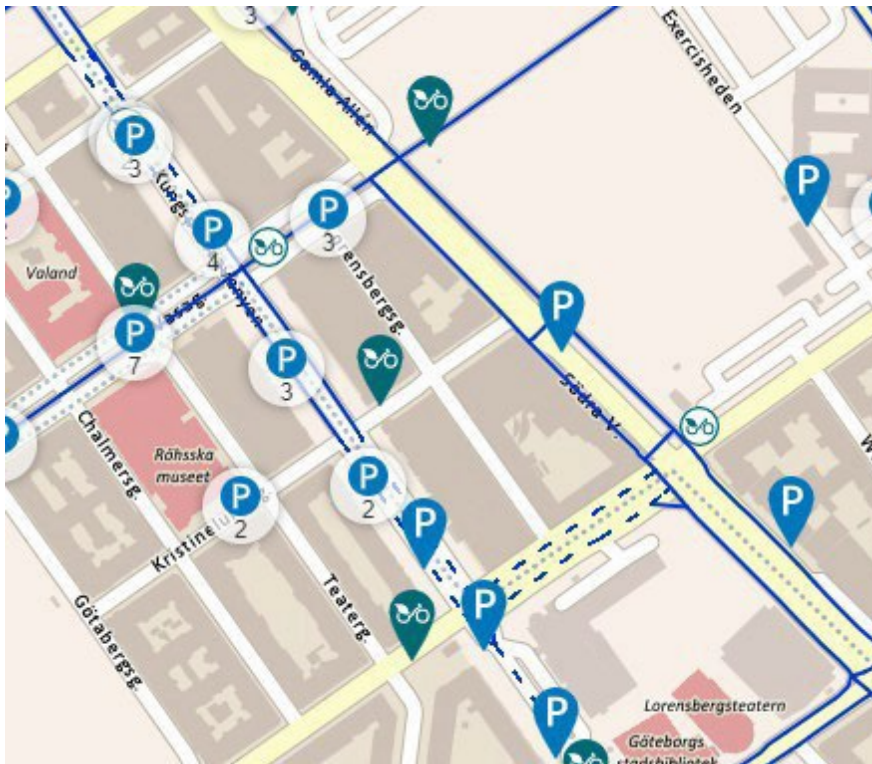 3
Gamla Allén
Exercisheden
P
3
P
P
4
P
3
Valand
P
7
P
3
P
Södra V.
Chalmersg.
Röhsska
museet
P
2
P
2
P
P
Teaterg.
Götabergsg.
P
P
Lorensbergsteatern
Göteborgs
stadsbibliotek